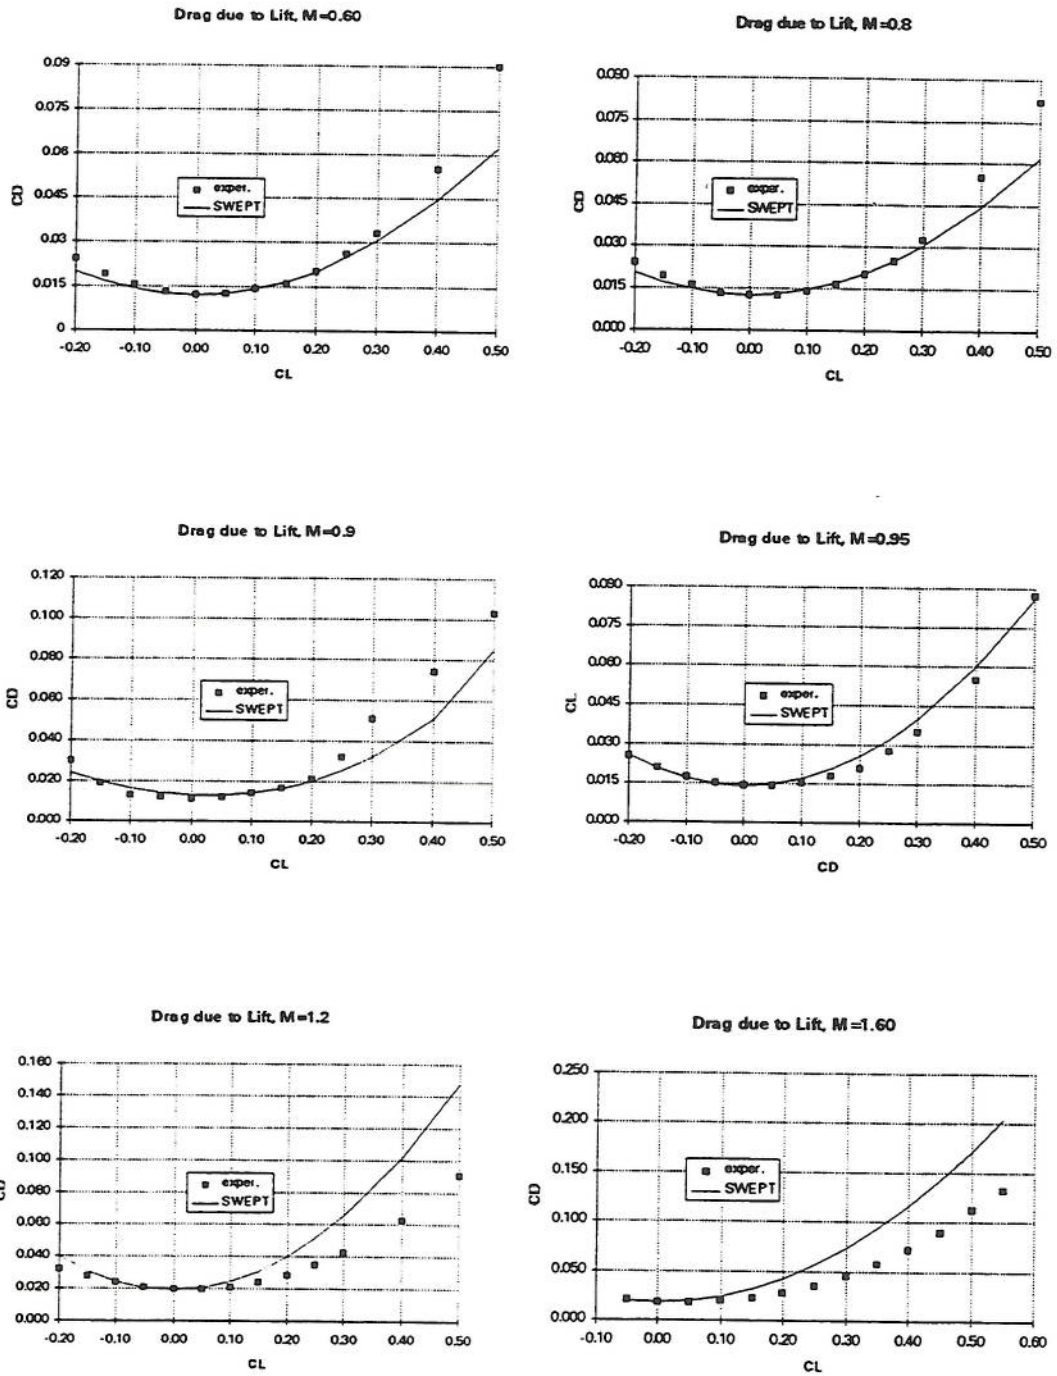 Drag due to Lift, M=0.60
0.09
0.075
0.06
0.045
0.03
0.015
0
CD
exper.
SWEPT
-0.20 -0.10 0.00 0.10 0.20 0.30 0.40 0.50
CL
Drag due to Lift, M=0.8
0.090
0.075
0.060
0.045
0.030
0.015
0.000
CD
exper.
SWEPT
-0.20 -0.10 0.00 0.10 0.20 0.30 0.40 0.50
CL
Drag due to Lift, M=0.9
0.120
0.100
0.080
0.060
0.040
0.020
0.000
CD
exper.
SWEPT
-0.20 -0.10 0.00 0.10 0.20 0.30 0.40 0.50
CL
Drag due to Lift, M=0.95
0.090
0.075
0.060
0.045
0.030
0.015
0.000
CL
exper.
SWEPT
-0.20 -0.10 0.00 0.10 0.20 0.30 0.40 0.50
CD
Drag due to Lift, M=1.2
0.160
0.140
0.120
0.100
0.080
0.060
0.040
0.020
0.000
CD
exper.
SWEPT
-0.20 -0.10 0.00 0.10 0.20 0.30 0.40 0.50
CL
Drag due to Lift, M=1.60
0.250
0.200
0.150
0.100
0.050
0.000
CD
exper.
SWEPT
-0.10 0.00 0.10 0.20 0.30 0.40 0.50 0.60
CL